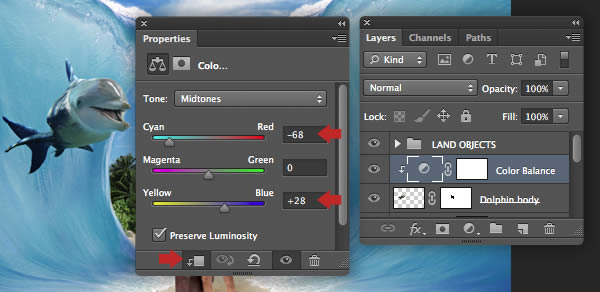 Properties
Colo...
Tone: Midtones
Cyan Red -68
Magenta Green 0
Yellow Blue +28
Preserve Luminosity
Layers Channels Paths
Kind
Normal Opacity: 100%
Lock: Fill: 100%
LAND OBJECTS
Color Balance
Dolphin body
fx